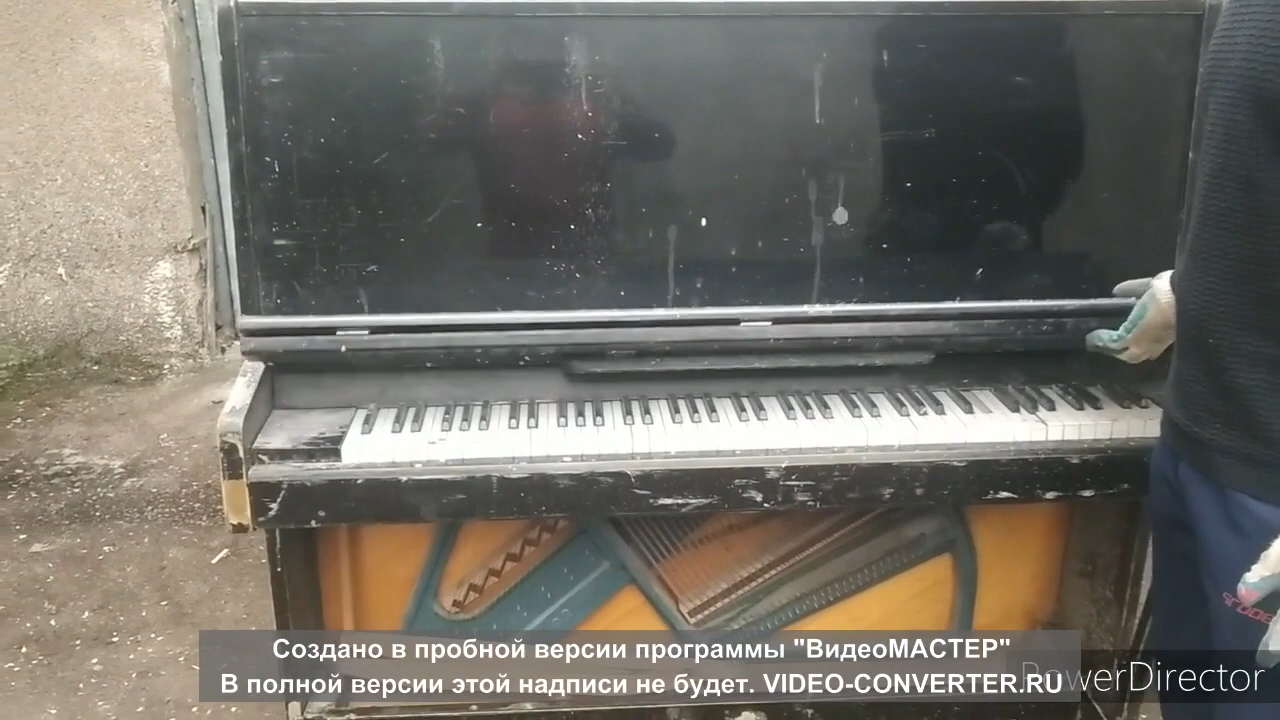 Создано в пробной версии программы "ВидеоМАСТЕР"
В полной версии этой надписи не будет. VIDEO-CONVERTER.RU
PowerDirector